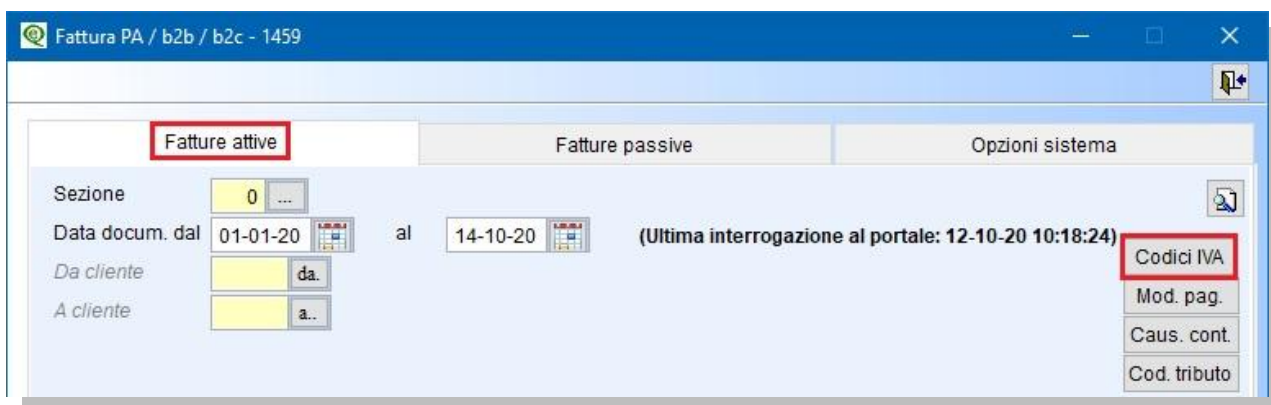 Fattura PA / b2b / b2c - 1459
Fatture attive Fatture passive Opzioni sistema
Sezione 0 ...
Data docum. dal 01-01-20 al 14-10-20 (Ultima interrogazione al portale: 12-10-20 10:18:24)
Codici IVA
Da cliente da.
Mod. pag.
A cliente a..
Caus. cont.
Cod. tributo